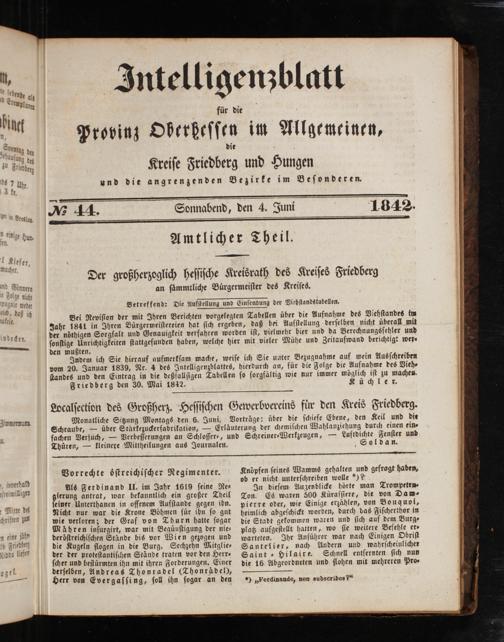 Intelligenzblatt
für die
Provinz Oberhessen im Allgemeinen,
die
Kreise Friedberg und Hungen
und die angrenzenden Bezirke im Besonderen.
№ 44. Sonnabend, den 4. Juni 1842.
Amtlicher Theil.
Der großherzoglich hessische Kreisrath des Kreises Friedberg
an sämmtliche Bürgermeister des Kreises.
Betreffend: Die Aufstellung und Einsendung der Viehstandstabellen.
Bei Revision der mit Ihren Berichten vorgelegten Tabellen über die Aufnahme des Viehstandes im
Jahr 1841 in Ihren Bürgermeistereien hat sich ergeben, daß bei Aufstellung derselben nicht überall mit
der nöthigen Sorgfalt und Genauigkeit verfahren worden ist, vielmehr hier und da Berechnungsfehler und
sonstige Unrichtigkeiten stattgefunden haben, welche hier mit vieler Mühe und Zeitaufwand berichtigt wer-
den mußten.
Indem ich Sie hierauf aufmerksam mache, weise ich Sie unter Bezugnahme auf mein Ausschreiben
vom 20. Januar 1839, Nr. 4 des Intelligenzblattes, hierdurch an, für die Folge die Aufnahme des Vieh-
standes und den Eintrag in die desfallsigen Tabellen so sorgfältig wie nur immer möglich ist zu machen.
Friedberg den 30. Mai 1842. Küchler.
Localsection des Großherz. Hessischen Gewerbvereins für den Kreis Friedberg.
Monatliche Sitzung Montags den 6. Juni. Vorträge: über die schiefe Ebene, den Keil und die
Schraube, — über Stärkezuckerfabrikation, — Erläuterung der chemischen Wahlanziehung durch einen ein-
fachen Versuch, — Verbesserungen an Schlosser-, und Schreiner-Werkzeugen, — Luftdichte Fenster und
Thüren, — Kleinere Mittheilungen aus Journalen. Soldan.
Vorrechte östreichischer Regimenter.
Als Ferdinand II. im Jahr 1619 seine Re-
gierung antrat, war bekanntlich ein großer Theil
seiner Unterthanen in offenem Aufstande gegen ihn.
Nicht nur war die Krone Böhmen für ihn so gut
wie verloren; der Graf von Thurn hatte sogar
Mähren insurgirt, war mit Begünstigung der nie-
deröstreichischen Stände bis vor Wien gezogen und
die Kugeln flogen in die Burg. Sechzehn Mitglie-
der der protestantischen Stände traten vor den Herr-
scher und bestürmten ihn mit ihren Forderungen. Einer
derselben, Andreas Thonradel (Thonrädel),
Herr von Evergassing, soll ihn sogar an den
Knöpfen seines Wamms gehalten und gefragt haben,
ob er nicht unterschreiben wolle *)?
In diesem Augenblicke hörte man Trompeten-
Ton. Es waren 500 Kürassiere, die von Dam-
pierre oder, wie Einige erzählen, von Bouquoi,
heimlich abgeschickt worden, durch das Fischerthor in
die Stadt gekommen waren und sich auf dem Burg-
platz aufgestellt hatten, wo sie weitere Befehle er-
warteten. Ihr Anführer war nach Einigen Obrist
Santelier, nach Andern und wahrscheinlicher
Saint-Hilaire. Schnell entfernten sich nun
die 16 Abgeordneten und flohen mit mehreren Pro-
*) „Ferdinande, non subscribes?"